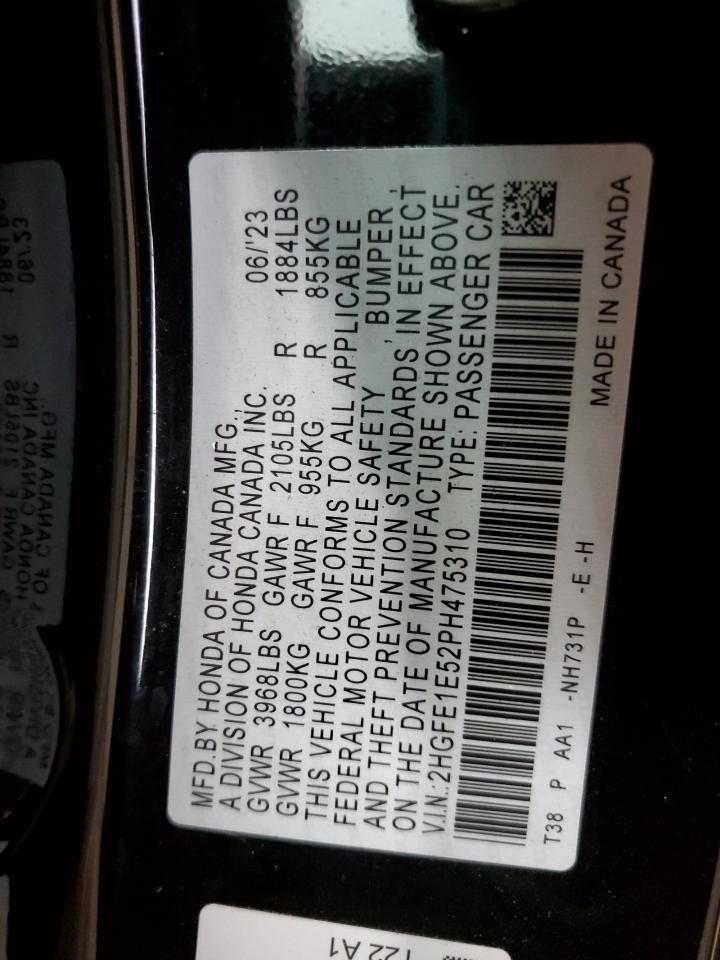 MFD.BY HONDA OF CANADA MFG.,
A DIVISION OF HONDA CANADA INC. 06/'23
GVWR 3968LBS GAWR F 2105LBS R 1884LBS
GVWR 1800KG GAWR F 955KG R 855KG
THIS VEHICLE CONFORMS TO ALL APPLICABLE
FEDERAL MOTOR VEHICLE SAFETY , BUMPER ,
AND THEFT PREVENTION STANDARDS IN EFFECT
ON THE DATE OF MANUFACTURE SHOWN ABOVE.
V.I.N.:2HGFE1E52PH475310 TYPE: PASSENGER CAR
T38 P AA1 -NH731P -E -H
MADE IN CANADA